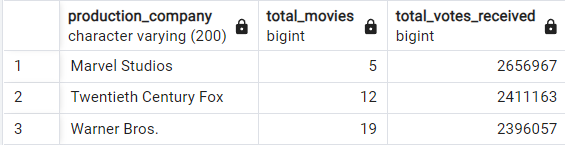 production_company total_movies total_votes_received
character varying (200) bigint bigint
1 Marvel Studios 5 2656967
2 Twentieth Century Fox 12 2411163
3 Warner Bros. 19 2396057